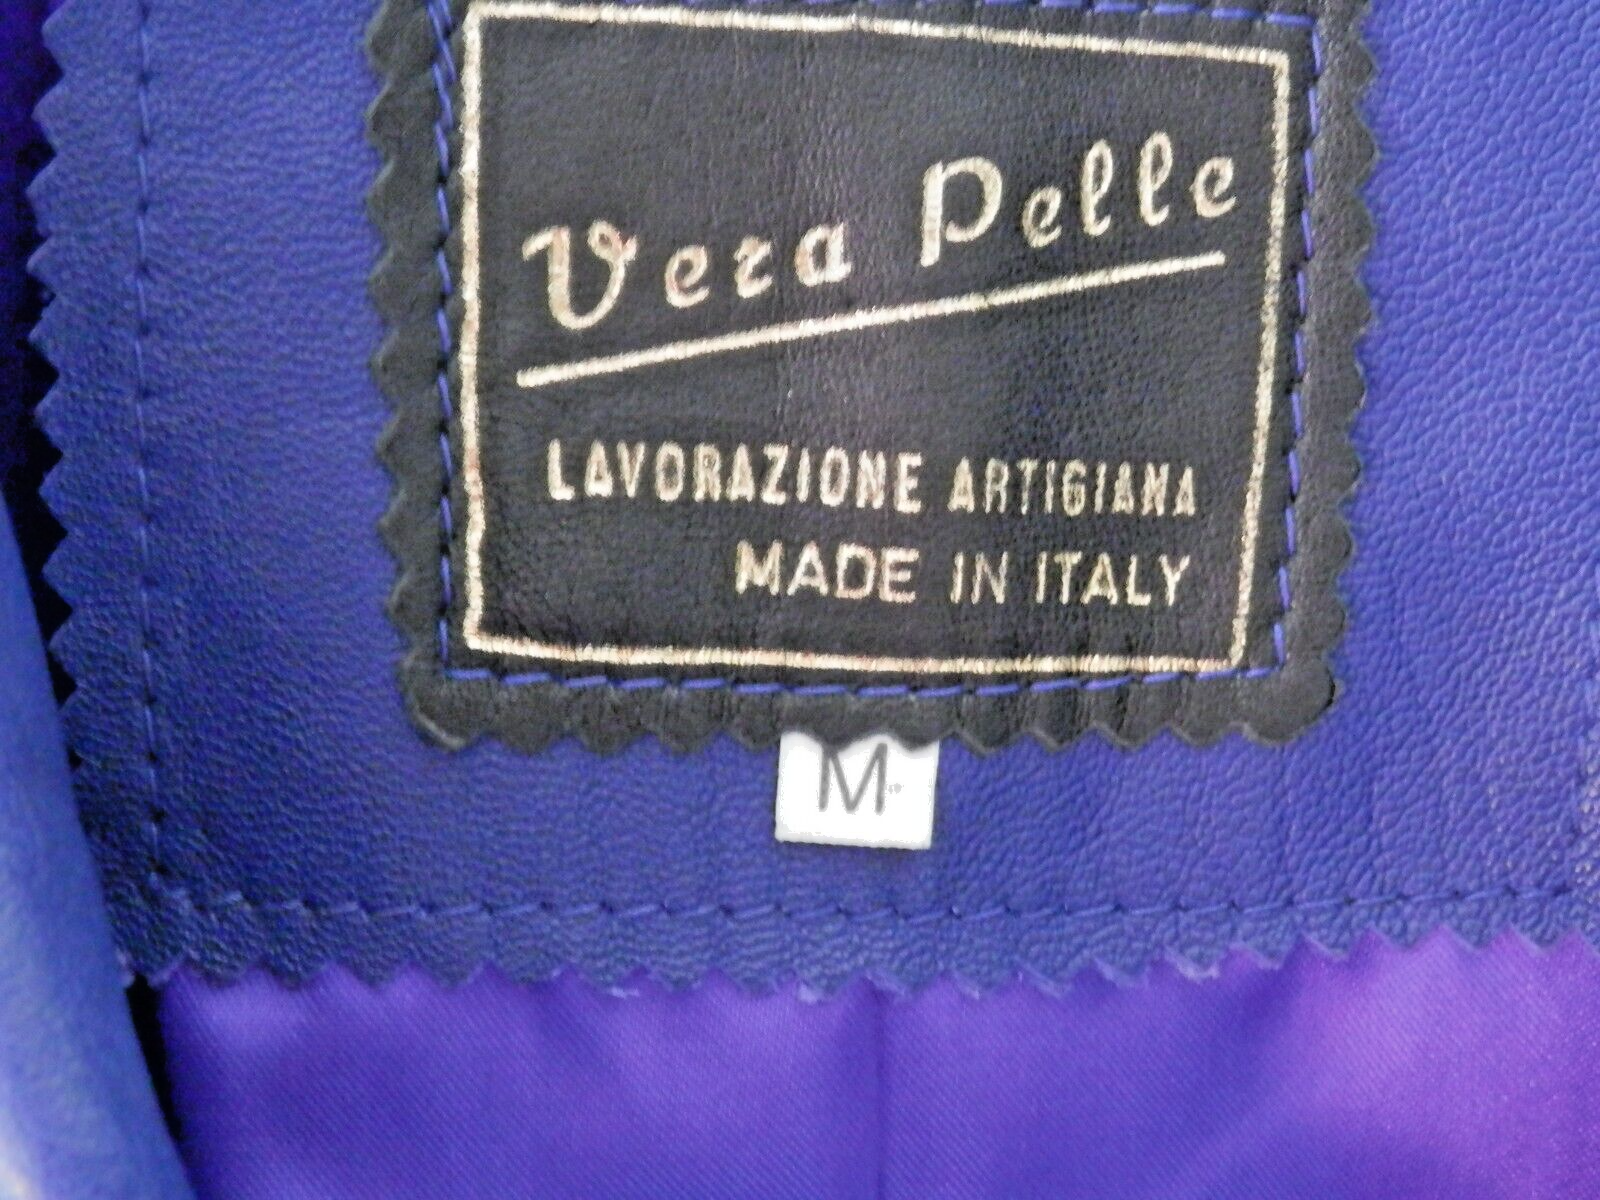 Vera Pelle
LAVORAZIONE ARTIGIANA
MADE IN ITALY
M